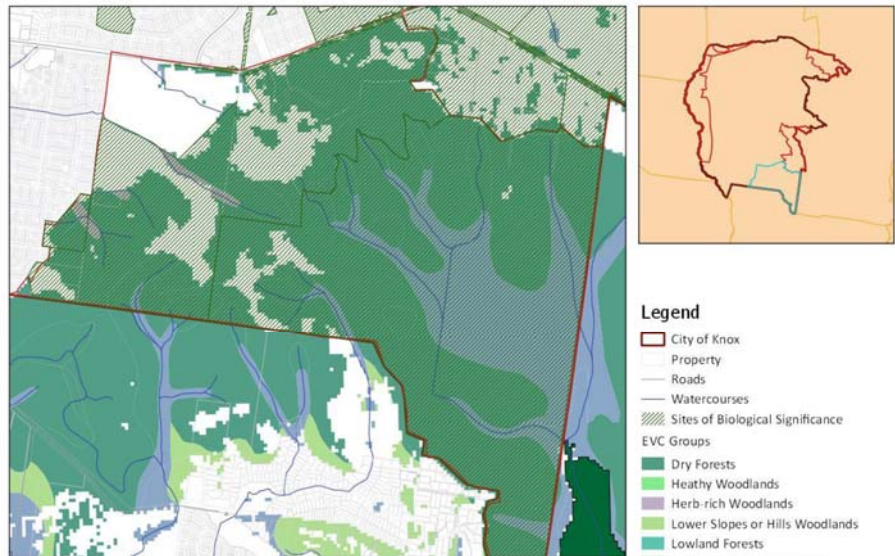 Legend
City of Knox
Property
Roads
Watercourses
Sites of Biological Significance
EVC Groups
Dry Forests
Heathy Woodlands
Herb-rich Woodlands
Lower Slopes or Hills Woodlands
Lowland Forests